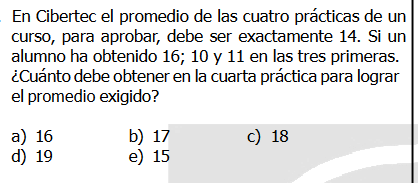 En Cibertec el promedio de las cuatro prácticas de un
curso, para aprobar, debe ser exactamente 14. Si un
alumno ha obtenido 16; 10 y 11 en las tres primeras.
¿Cuánto debe obtener en la cuarta práctica para lograr
el promedio exigido?
a) 16 b) 17 c) 18
d) 19 e) 15